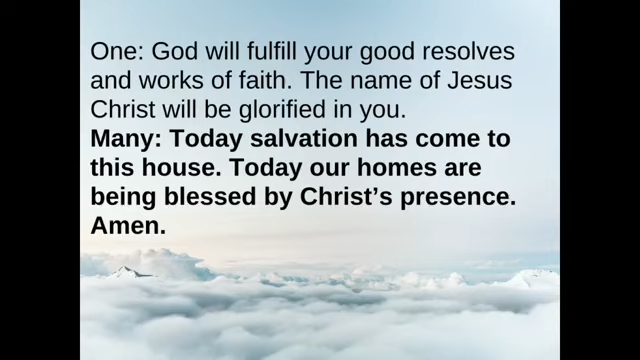 One: God will fulfill your good resolves
and works of faith. The name of Jesus
Christ will be glorified in you.
Many: Today salvation has come to
this house. Today our homes are
being blessed by Christ’s presence.
Amen.